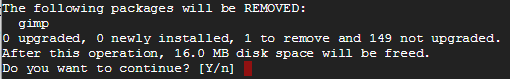 The following packages will be REMOVED:
  gimp
0 upgraded, 0 newly installed, 1 to remove and 149 not upgraded.
After this operation, 16.0 MB disk space will be freed.
Do you want to continue? [Y/n]